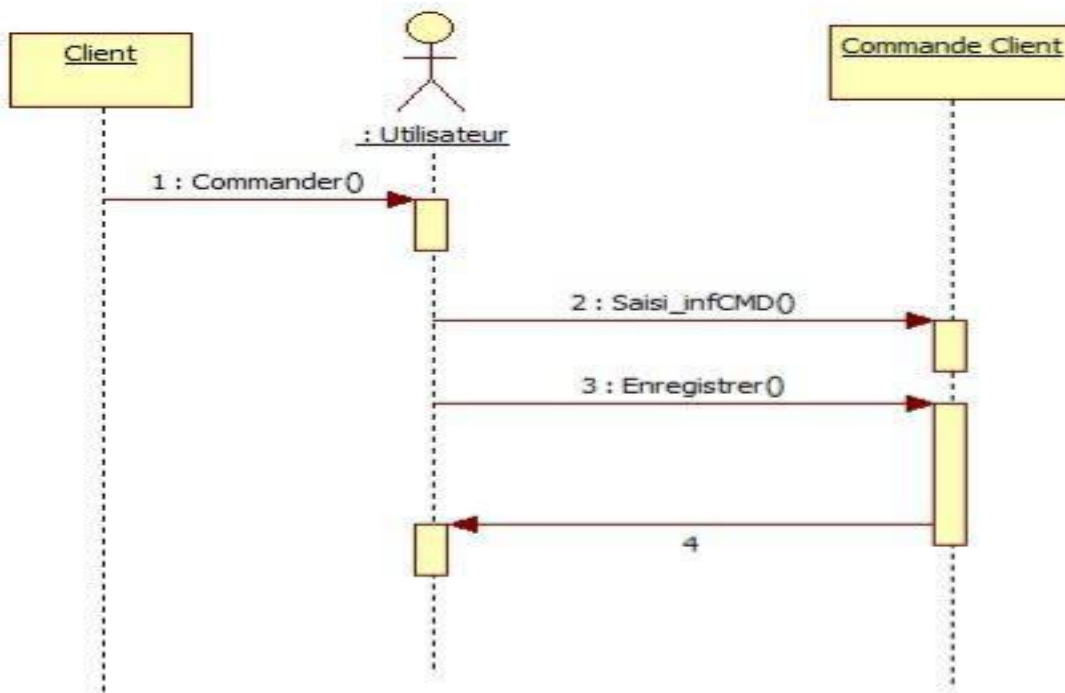 Client
Commande Client
: Utilisateur
1 : Commander()
2 : Saisi_infCMD()
3 : Enregistrer()
4